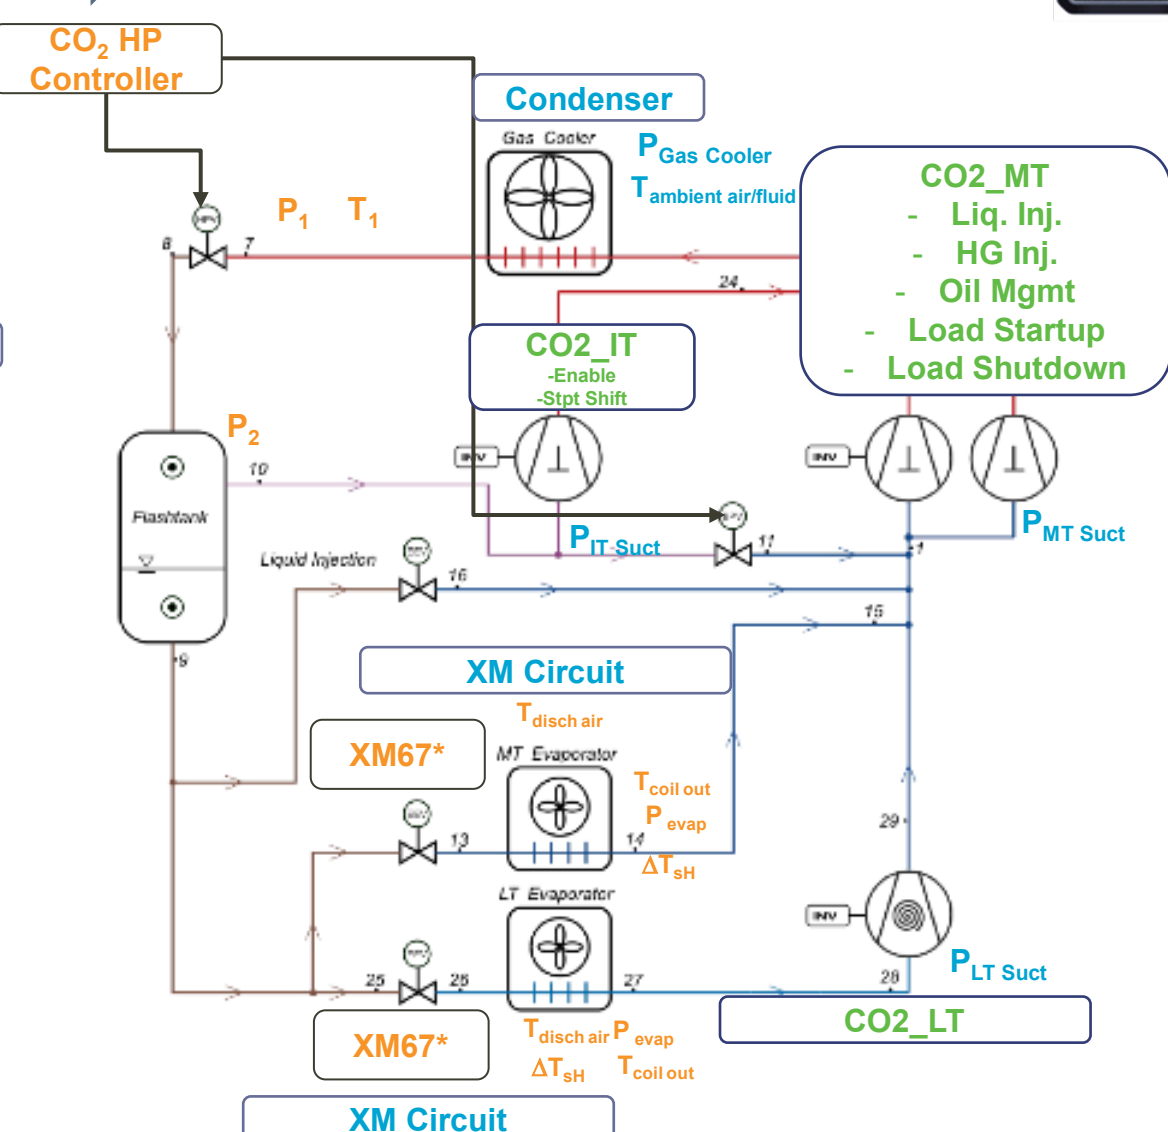 CO2 HP
Controller
Condenser
Gas Cooler
PGas Cooler
Tambient air/fluid
CO2_MT
- Liq. Inj.
- HG Inj.
- Oil Mgmt
- Load Startup
- Load Shutdown
HPV
P1 T1
8
7
24
CO2_IT
-Enable
-Stpt Shift
P2
10
INV
INV
Flashtank
PIT Suct
11
1
PMT Suct
Liquid Injection
16
15
9
XM Circuit
Tdisch air
XM67*
MT Evaporator
Tcoil out
P evap
13
14
ΔTsH
29
LT Evaporator
INV
25
26
27
28
PLT Suct
CO2_LT
XM67*
Tdisch air P evap
ΔTsH Tcoil out
XM Circuit